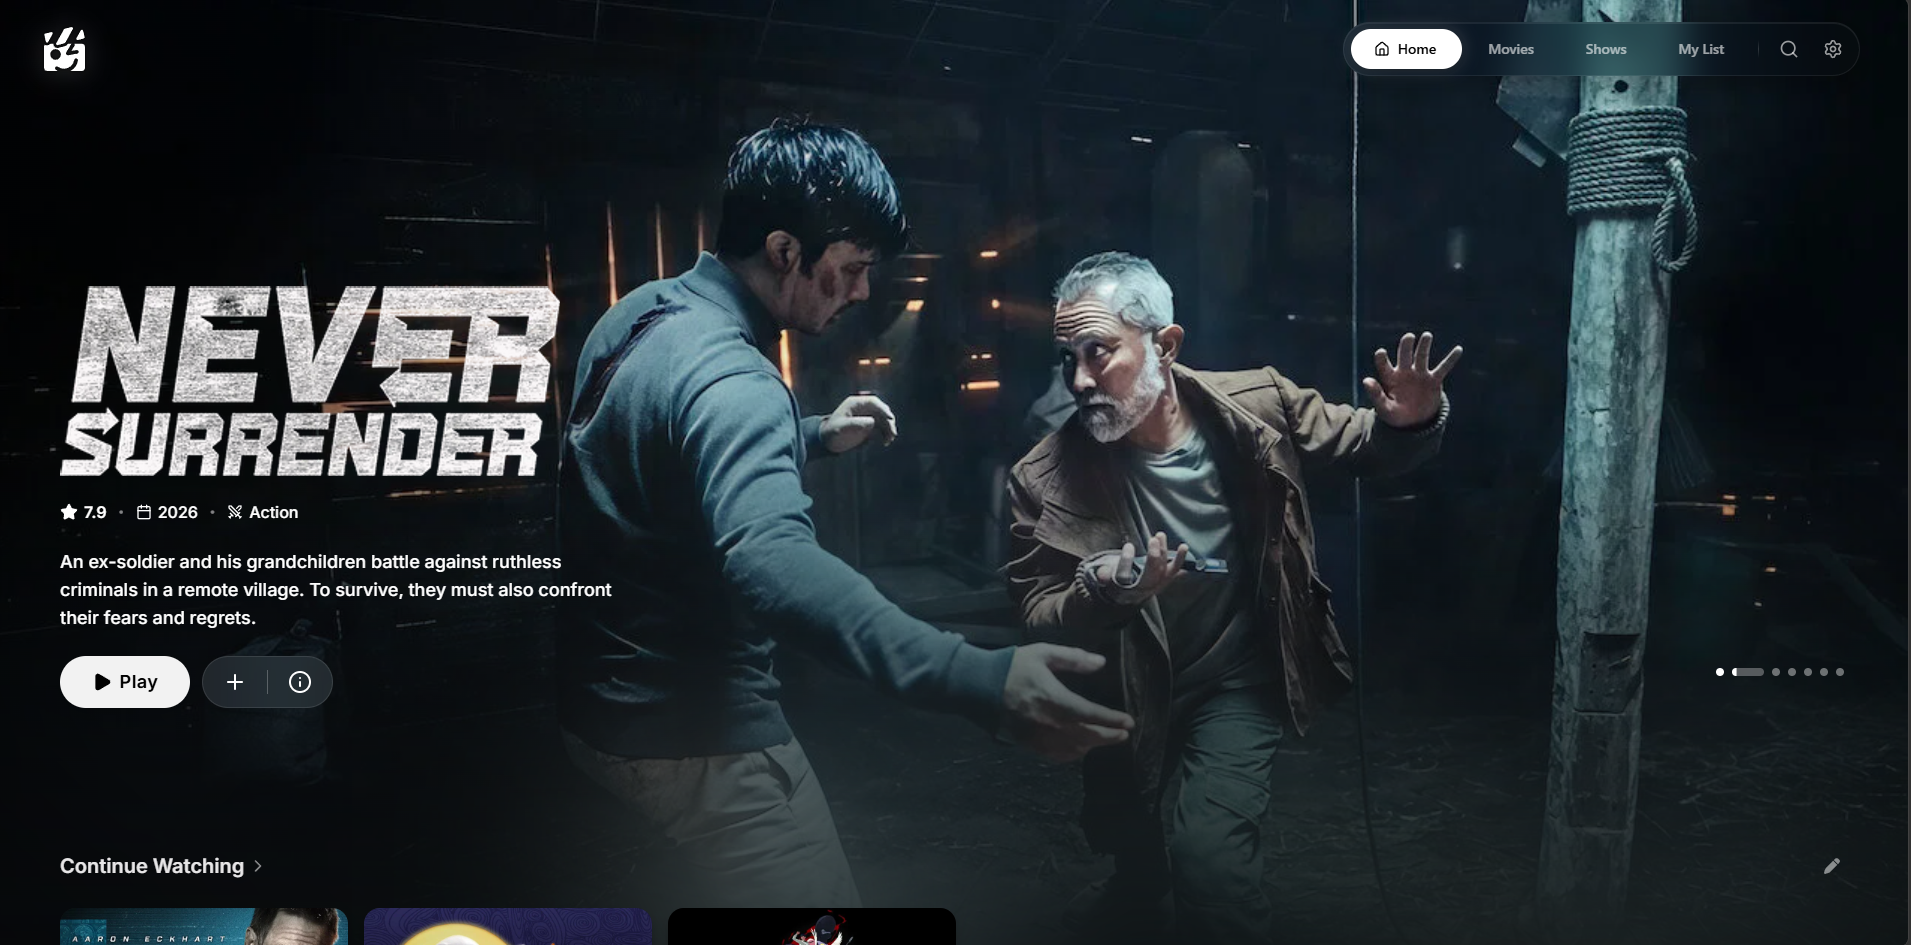 Home
Movies
Shows
My List
NEVER
SURRENDER
7.9 • 2026 • Action
An ex-soldier and his grandchildren battle against ruthless
criminals in a remote village. To survive, they must also confront
their fears and regrets.
Play
Continue Watching
AARON ECKHART